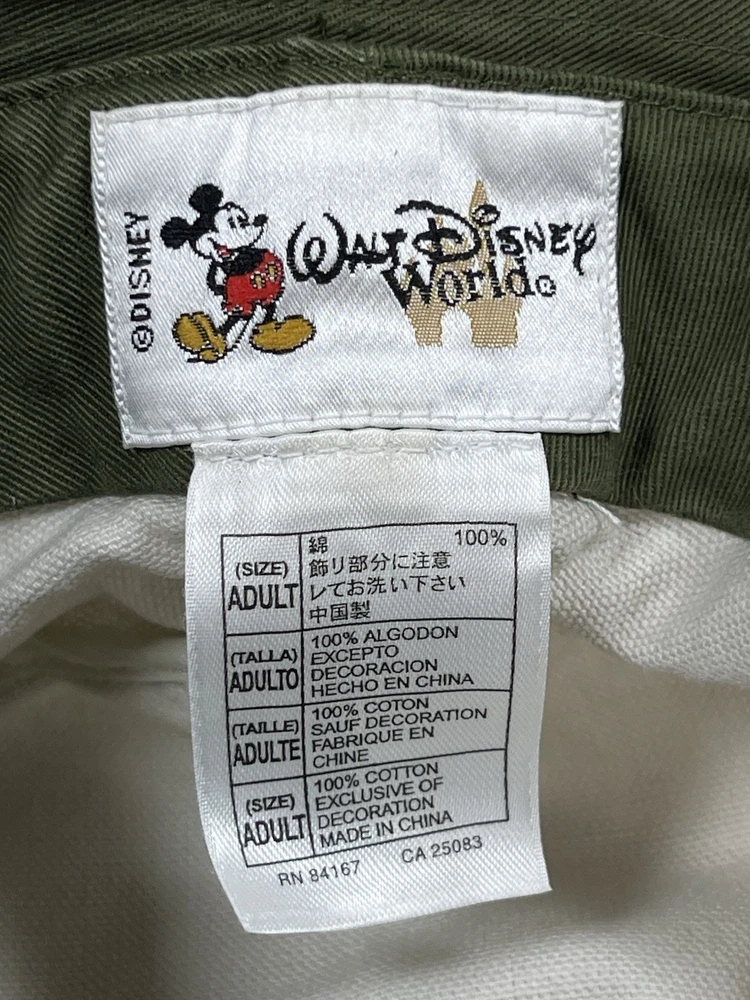 ©DISNEY
WALT DISNEY
World©
(SIZE)
ADULT
綿 100%
飾リ部分に注意
レてお洗い下さい
中国製
(TALLA)
ADULTO
100% ALGODON
EXCEPTO
DECORACION
HECHO EN CHINA
(TAILLE)
ADULTE
100% COTON
SAUF DECORATION
FABRIQUE EN
CHINE
(SIZE)
ADULT
100% COTTON
EXCLUSIVE OF
DECORATION
MADE IN CHINA
RN 84167 CA 25083